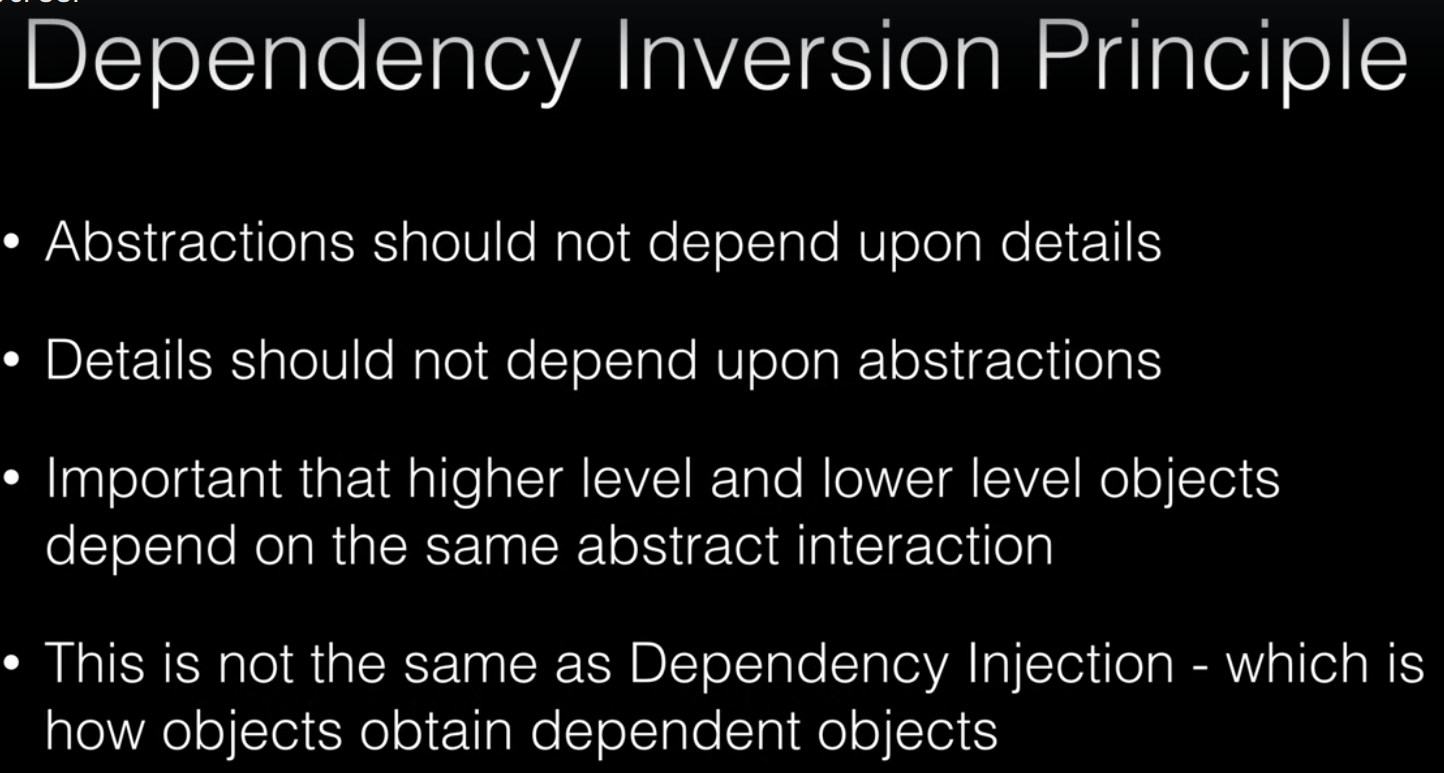 Dependency Inversion Principle
• Abstractions should not depend upon details
• Details should not depend upon abstractions
• Important that higher level and lower level objects
depend on the same abstract interaction
• This is not the same as Dependency Injection - which is
how objects obtain dependent objects